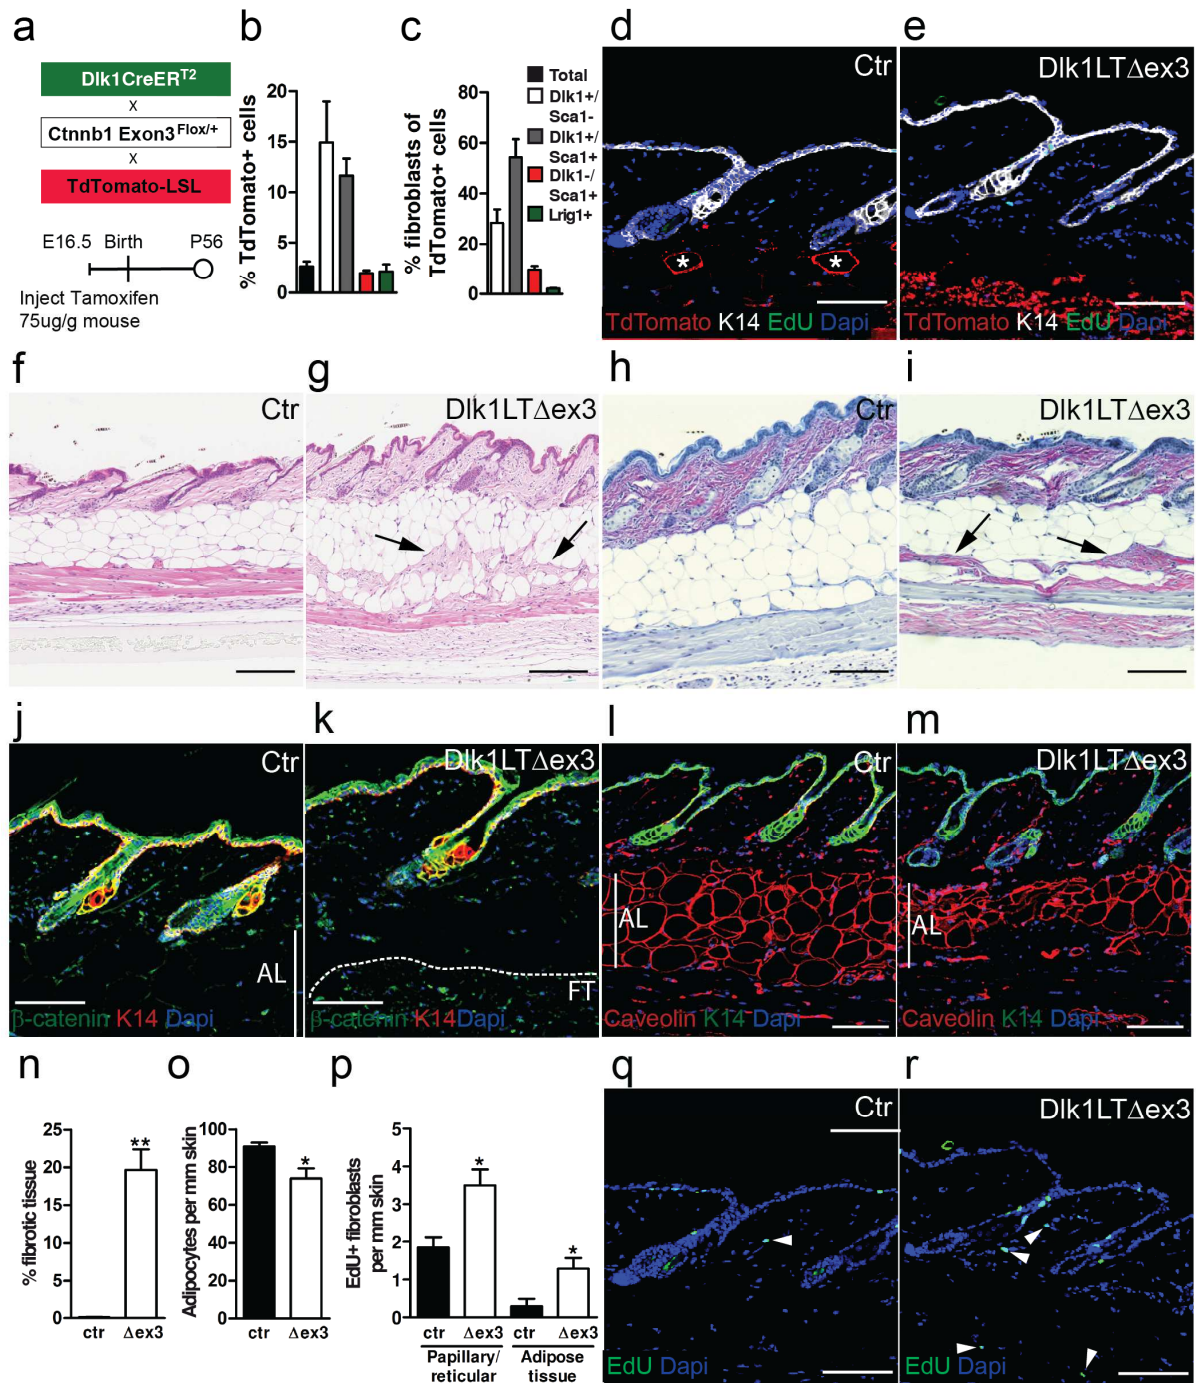 a
Dlk1CreERT2
x
Ctnnb1 Exon3Flox/+
x
TdTomato-LSL
E16.5 Birth P56
Inject Tamoxifen
75ug/g mouse
b
% TdTomato+ cells
20
15
10
5
0
c
% fibroblasts of
TdTomato+ cells
80
60
40
20
0
Total
Dlk1+/
Sca1-
Dlk1+/
Sca1+
Dlk1-/
Sca1+
Lrig1+
d
Ctr
* *
TdTomato K14 EdU Dapi
e
Dlk1LTΔex3
TdTomato K14 EdU Dapi
f
Ctr
g
Dlk1LTΔex3
h
Ctr
i
Dlk1LTΔex3
j
Ctr
AL
β-catenin K14 Dapi
k
Dlk1LTΔex3
FT
β-catenin K14 Dapi
l
Ctr
AL
Caveolin K14 Dapi
m
Dlk1LTΔex3
AL
Caveolin K14 Dapi
n
% fibrotic tissue
25
20
15
10
5
0
**
ctr Δex3
o
Adipocytes per mm skin
100
80
60
40
20
0
*
ctr Δex3
p
EdU+ fibroblasts
per mm skin
5
4
3
2
1
0
*
*
ctr Δex3 ctr Δex3
Papillary/ Adipose
reticular tissue
q
Ctr
EdU Dapi
r
Dlk1LTΔex3
EdU Dapi